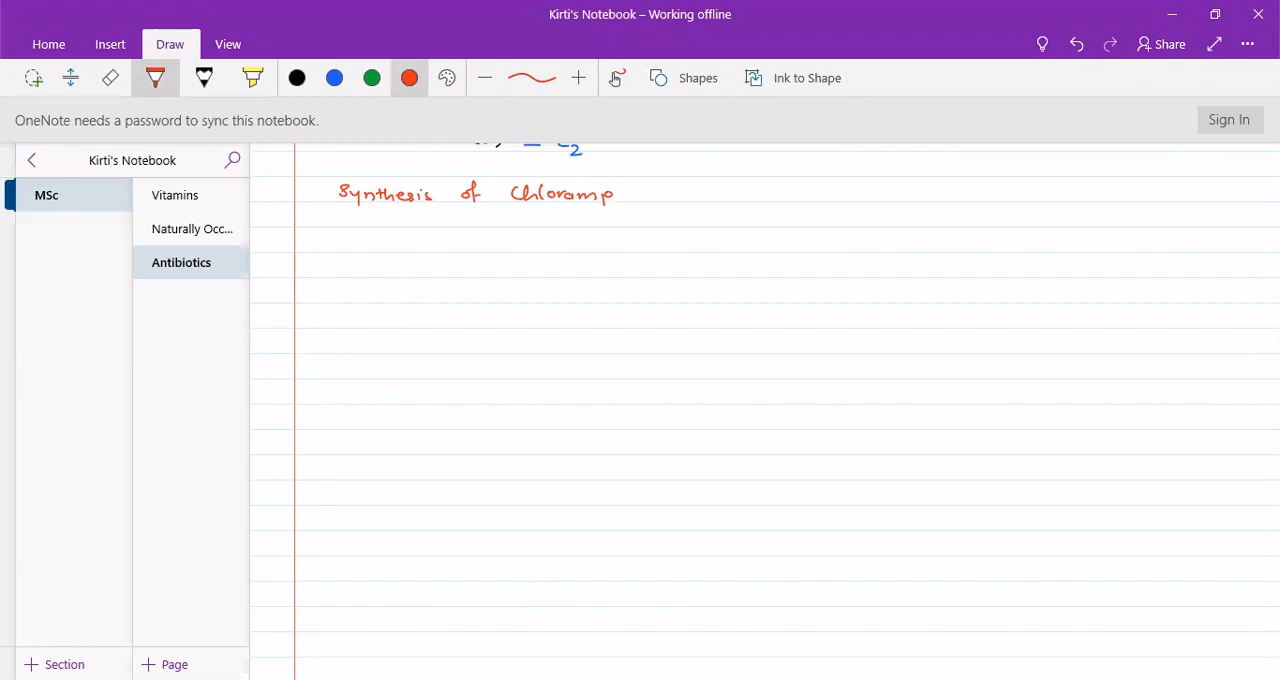 Kirti's Notebook – Working offline
Home Insert Draw View
Share
Shapes Ink to Shape
OneNote needs a password to sync this notebook.
Sign In
Kirti's Notebook
MSc
Vitamins
Naturally Occ...
Antibiotics
2
Synthesis of Chloramp
+ Section
+ Page